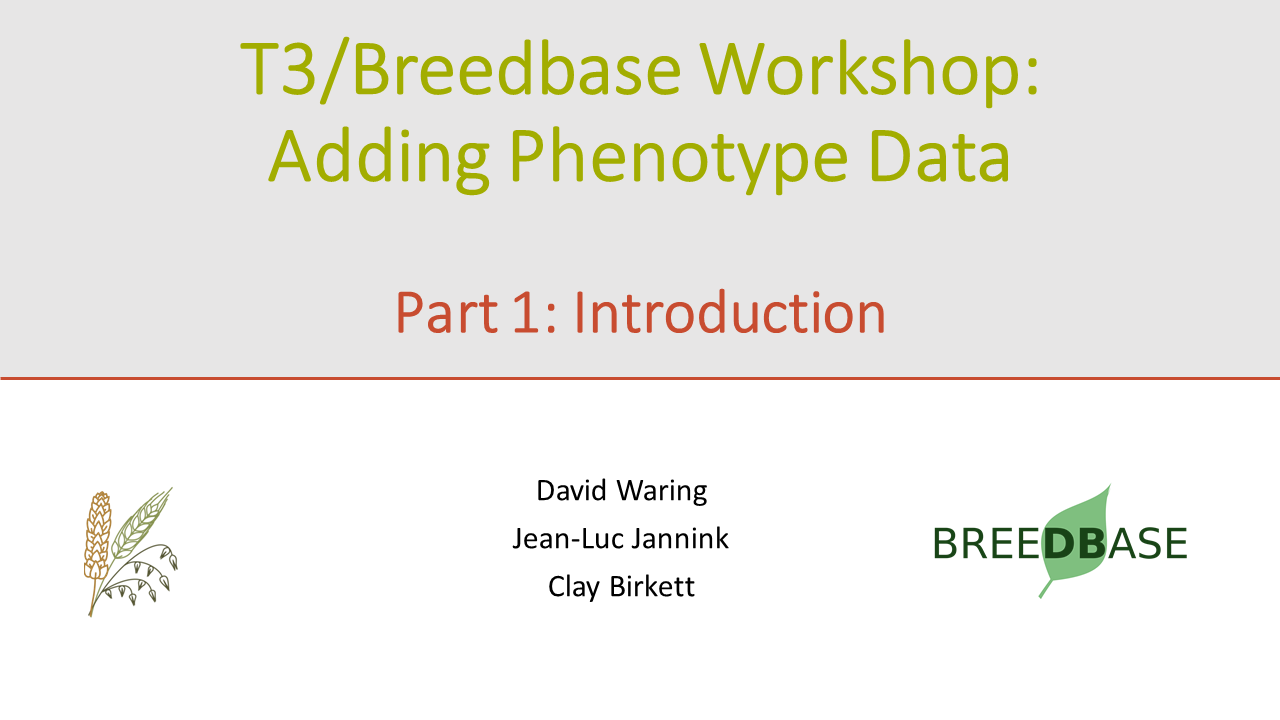 T3/Breedbase Workshop:
Adding Phenotype Data
Part 1: Introduction
David Waring
Jean-Luc Jannink
Clay Birkett
BREEDBASE